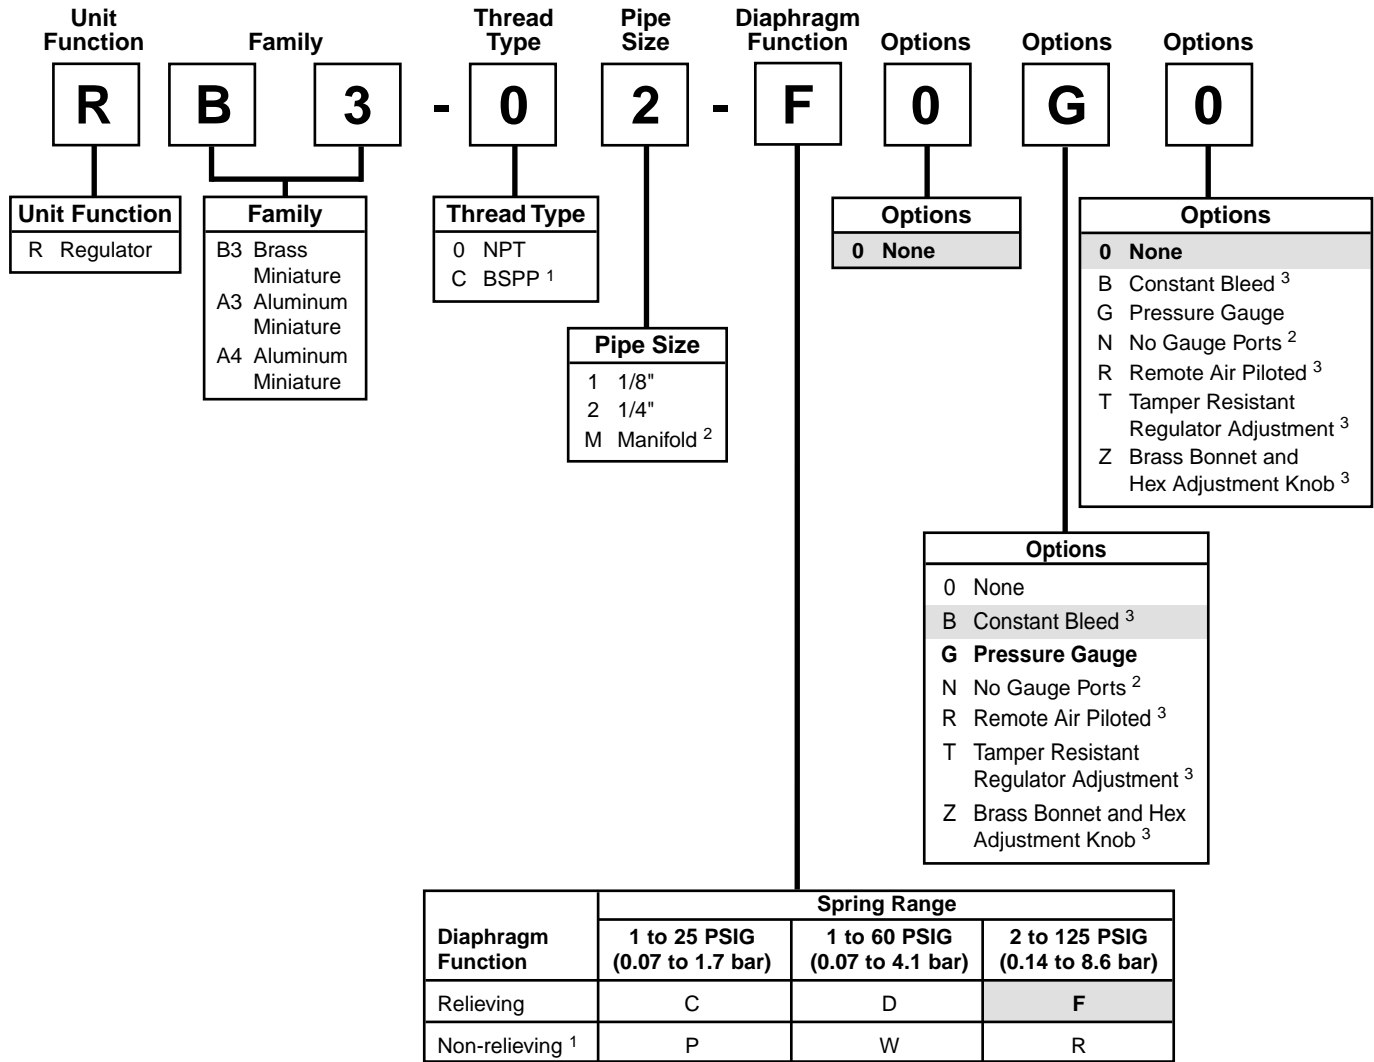 Unit Function
Family
Thread Type
Pipe Size
Diaphragm Function
Options
Options
Options
R B 3 - 0 2 - F 0 G 0
Unit Function
R Regulator
Family
B3 Brass
Miniature
A3 Aluminum
Miniature
A4 Aluminum
Miniature
Thread Type
0 NPT
C BSPP 1
Pipe Size
1 1/8"
2 1/4"
M Manifold 2
Options
0 None
Options
0 None
B Constant Bleed 3
G Pressure Gauge
N No Gauge Ports 2
R Remote Air Piloted 3
T Tamper Resistant
Regulator Adjustment 3
Z Brass Bonnet and
Hex Adjustment Knob 3
Options
0 None
B Constant Bleed 3
G Pressure Gauge
N No Gauge Ports 2
R Remote Air Piloted 3
T Tamper Resistant
Regulator Adjustment 3
Z Brass Bonnet and Hex
Adjustment Knob 3
Spring Range
Diaphragm Function
1 to 25 PSIG (0.07 to 1.7 bar)
1 to 60 PSIG (0.07 to 4.1 bar)
2 to 125 PSIG (0.14 to 8.6 bar)
Relieving C D F
Non-relieving 1 P W R